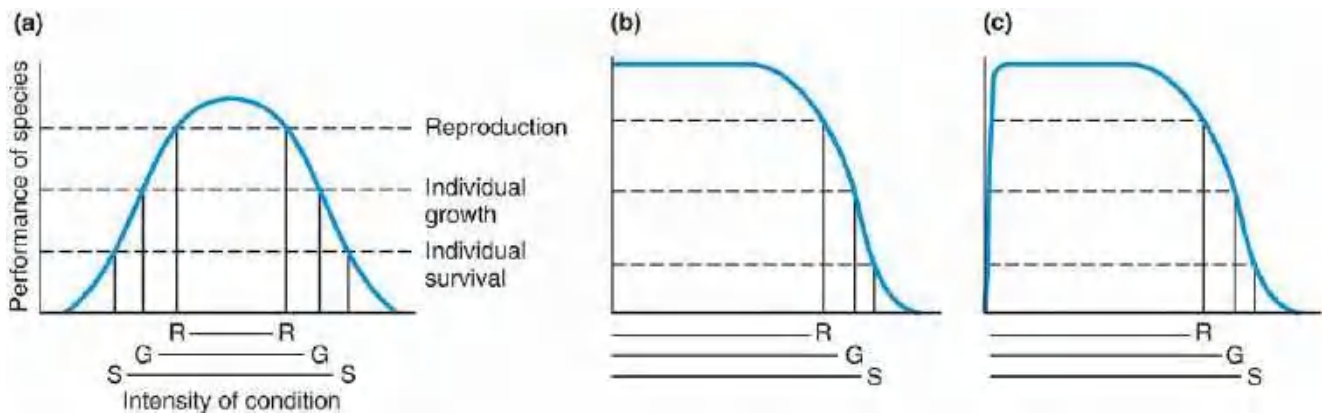 (a)
(b)
(c)
Performance of species
Reproduction
Individual
growth
Individual
survival
R R
G G
S S
Intensity of condition
R
G
S
R
G
S